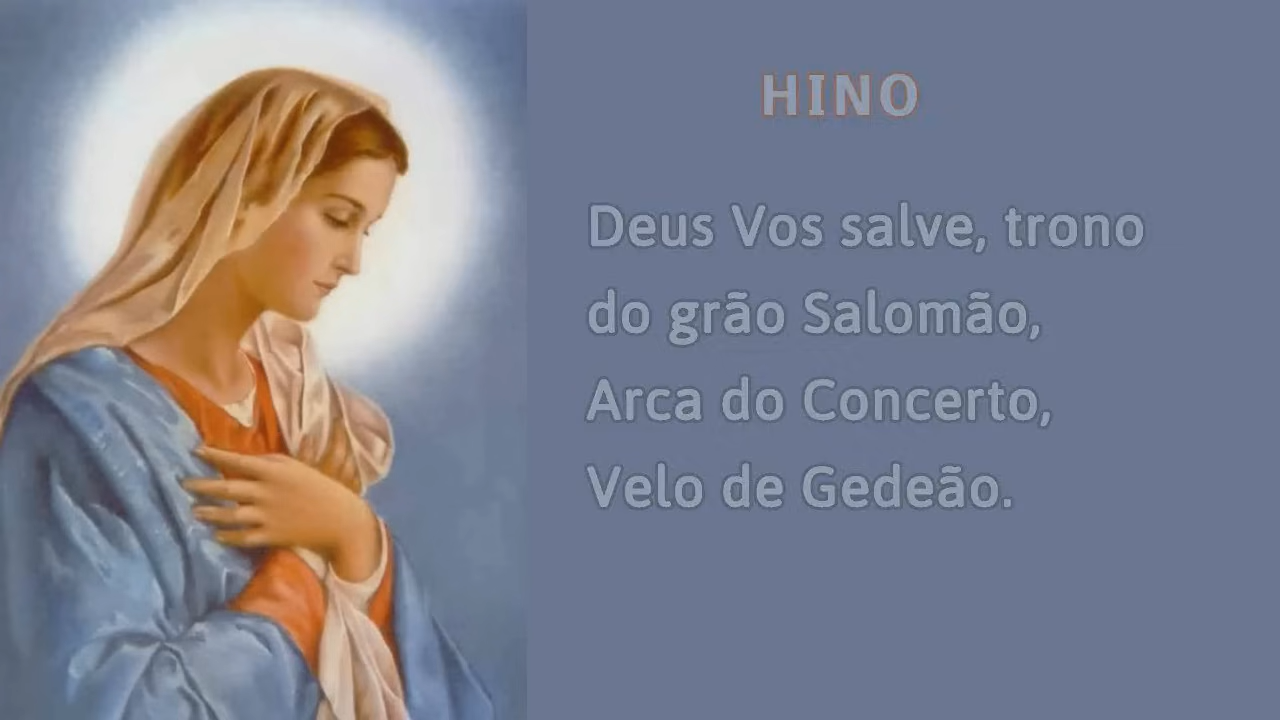 HINO
Deus Vos salve, trono
do grão Salomão,
Arca do Concerto,
Velo de Gedeão.